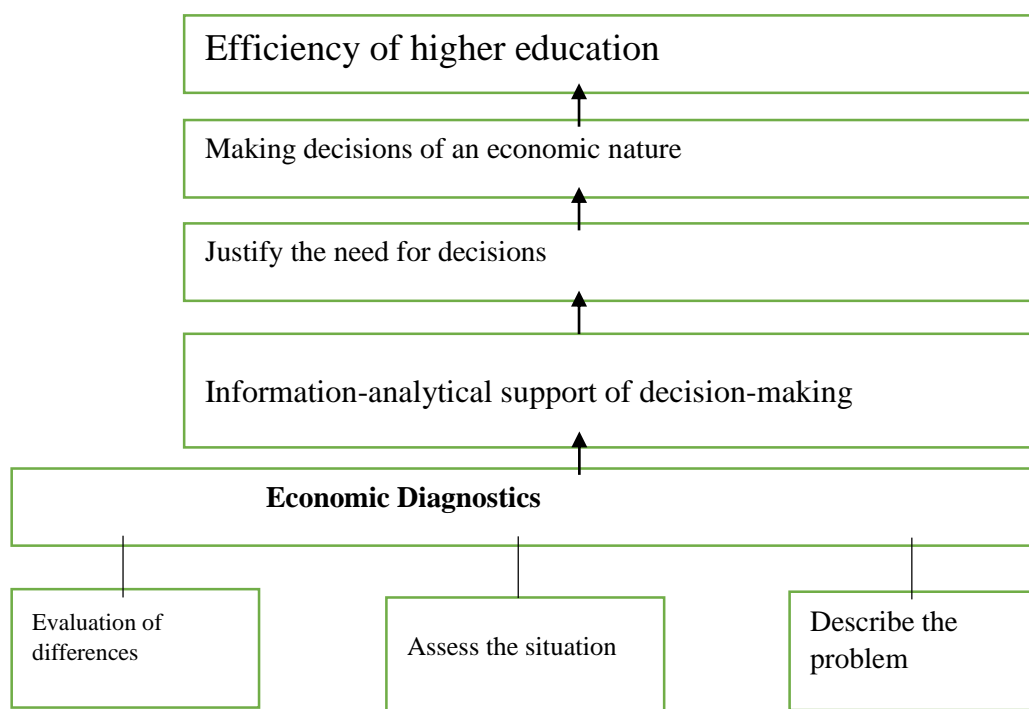 Efficiency of higher education
Making decisions of an economic nature
Justify the need for decisions
Information-analytical support of decision-making
Economic Diagnostics
Evaluation of
differences
Assess the situation
Describe the
problem